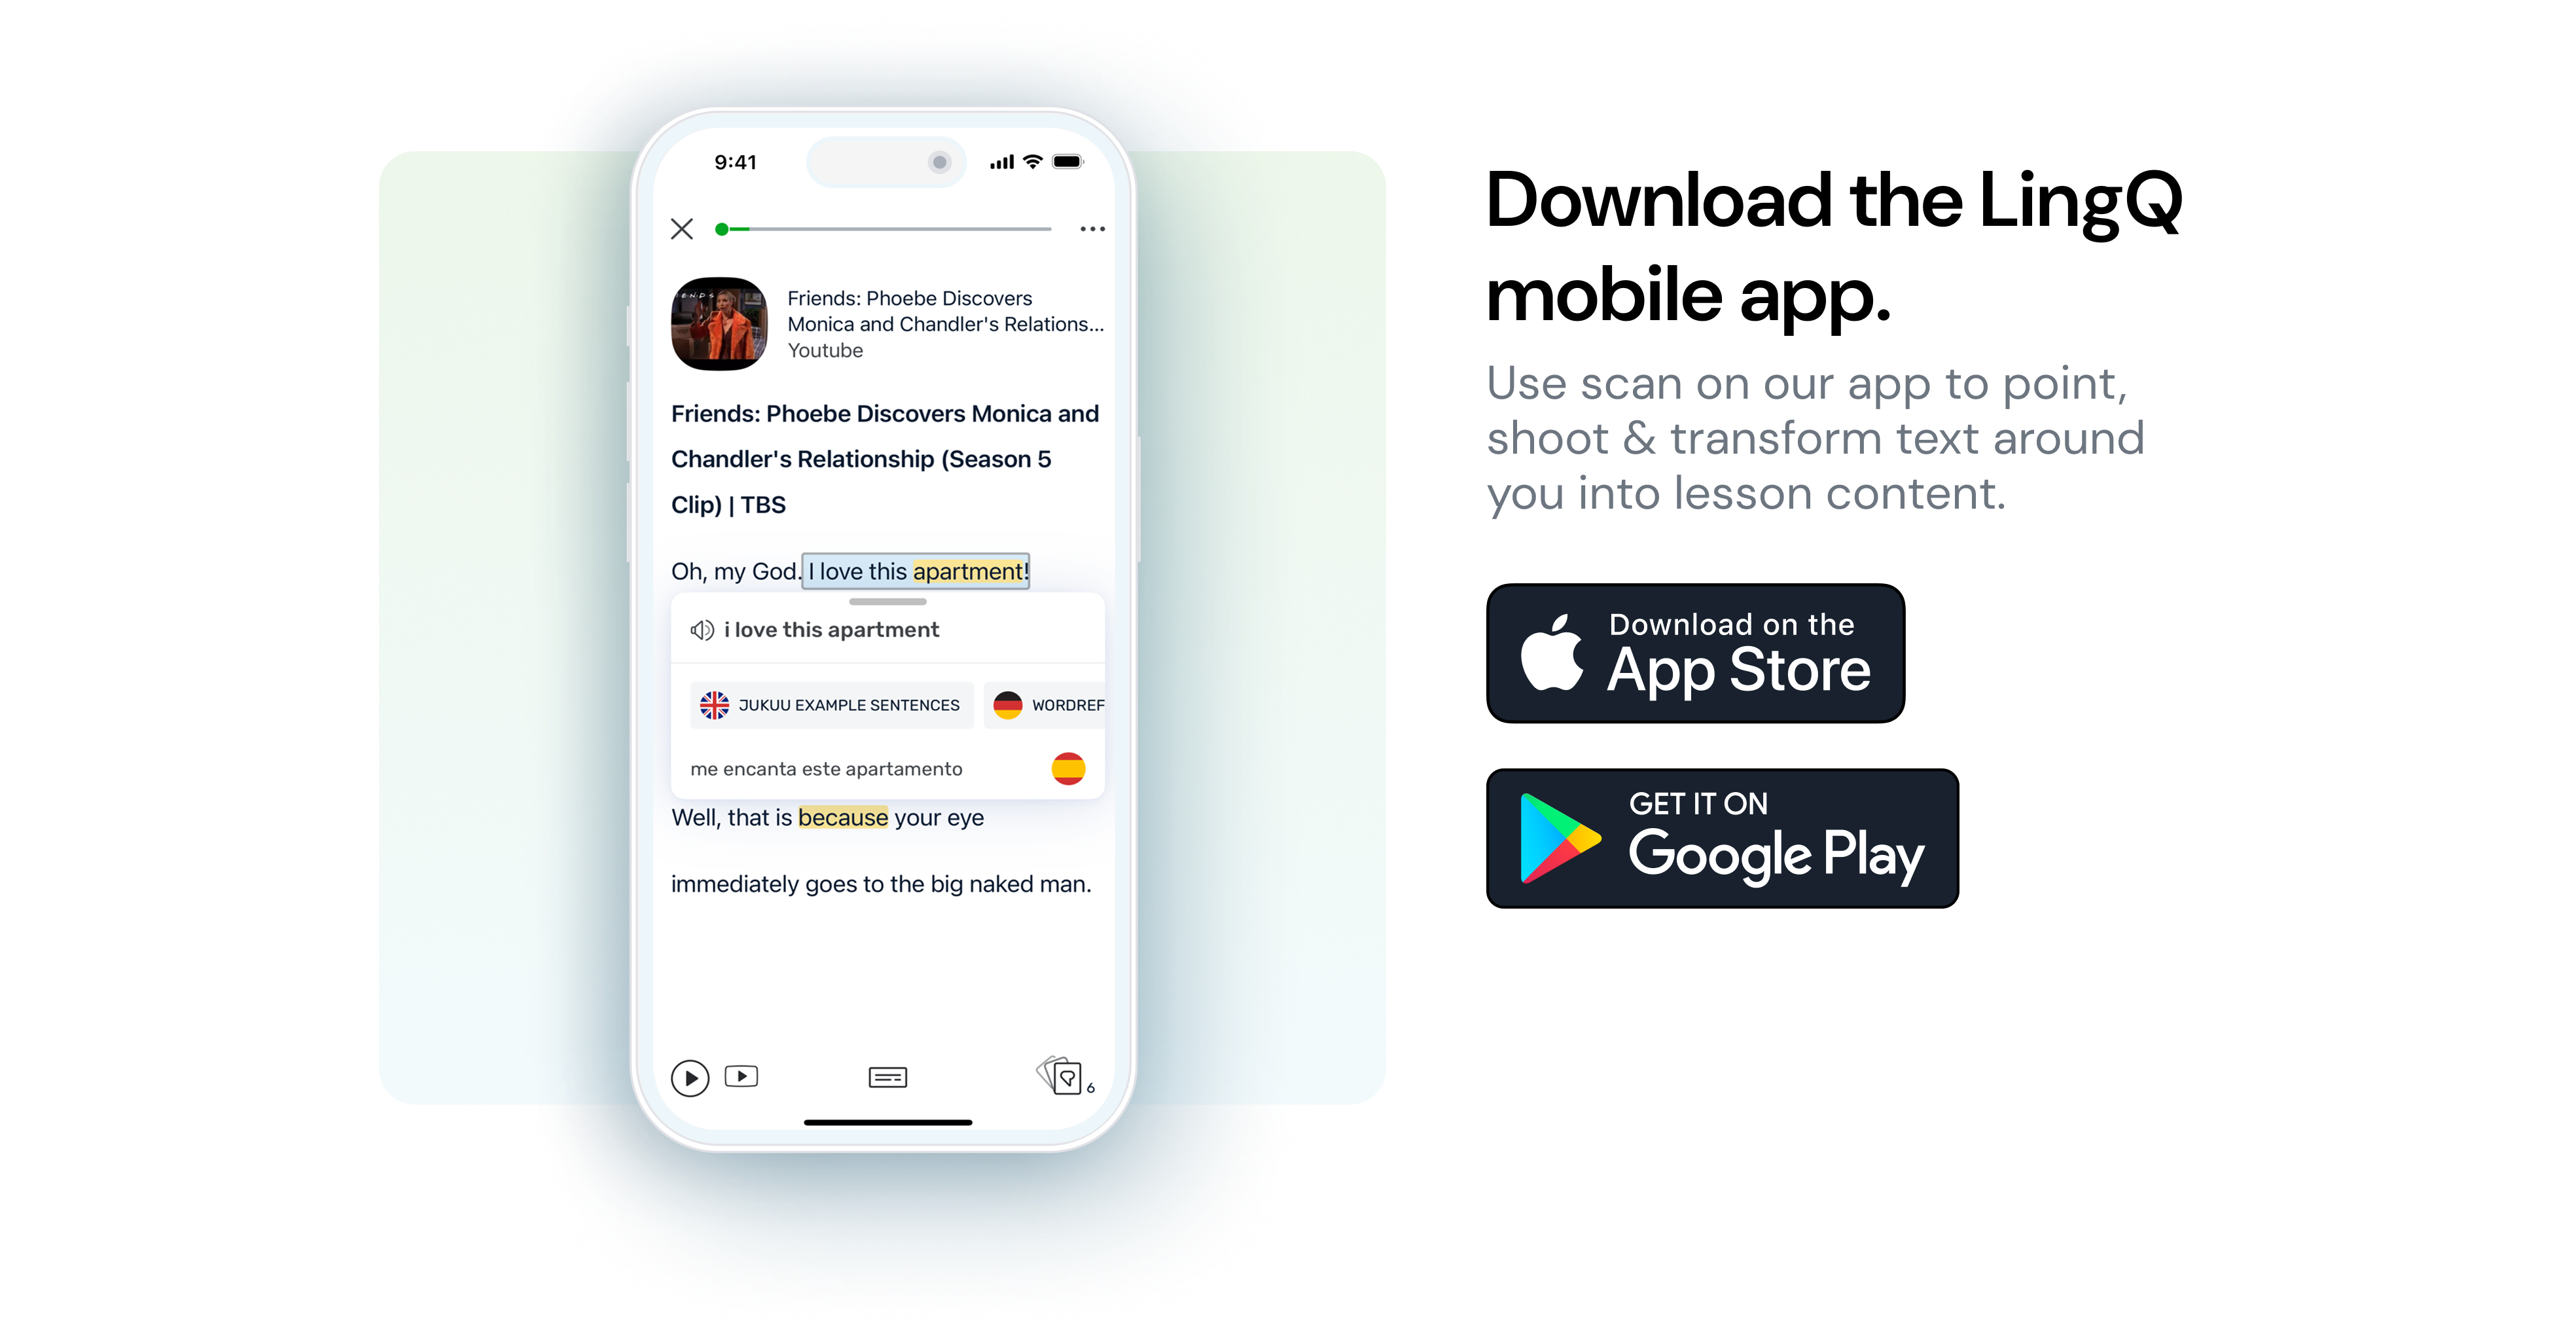 9:41
Friends: Phoebe Discovers
Monica and Chandler's Relations...
Youtube
Friends: Phoebe Discovers Monica and
Chandler's Relationship (Season 5
Clip) | TBS
Oh, my God. I love this apartment!
i love this apartment
JUKUU EXAMPLE SENTENCES WORDREF
me encanta este apartamento
Well, that is because your eye
immediately goes to the big naked man.
6
Download the LingQ
mobile app.
Use scan on our app to point,
shoot & transform text around
you into lesson content.
Download on the
App Store
GET IT ON
Google Play